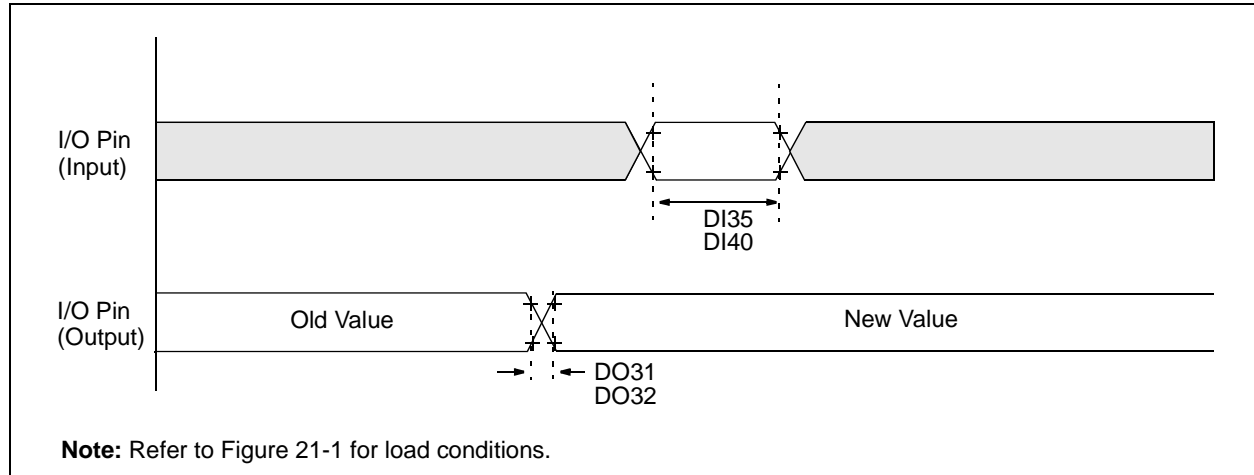 I/O Pin
(Input)
DI35
DI40
I/O Pin
(Output)
Old Value
New Value
DO31
DO32
Note: Refer to Figure 21-1 for load conditions.